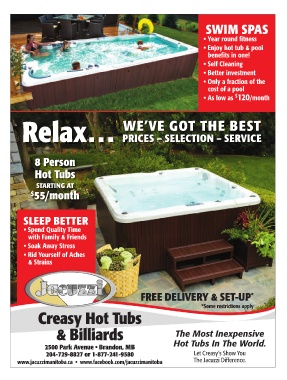 SWIM SPAS
• Year round fitness
• Enjoy hot tub & pool
benefits in one!
• Self Cleaning
• Better investment
• Only a fraction of the
cost of a pool
• As low as $120/month
Relax...
WE'VE GOT THE BEST
PRICES – SELECTION – SERVICE
8 Person
Hot Tubs
STARTING AT
$55/month
SLEEP BETTER
• Spend Quality Time
with Family & Friends
• Soak Away Stress
• Rid Yourself of Aches
& Strains
Jacuzzi
FREE DELIVERY & SET-UP*
*Some restrictions apply
Creasy Hot Tubs
& Billiards
2500 Park Avenue • Brandon, MB
204-729-8827 or 1-877-241-9580
www.jacuzzimanitoba.ca • www.facebook.com/jacuzzimanitoba
The Most Inexpensive
Hot Tubs In The World.
Let Creasy's Show You
The Jacuzzi Difference.